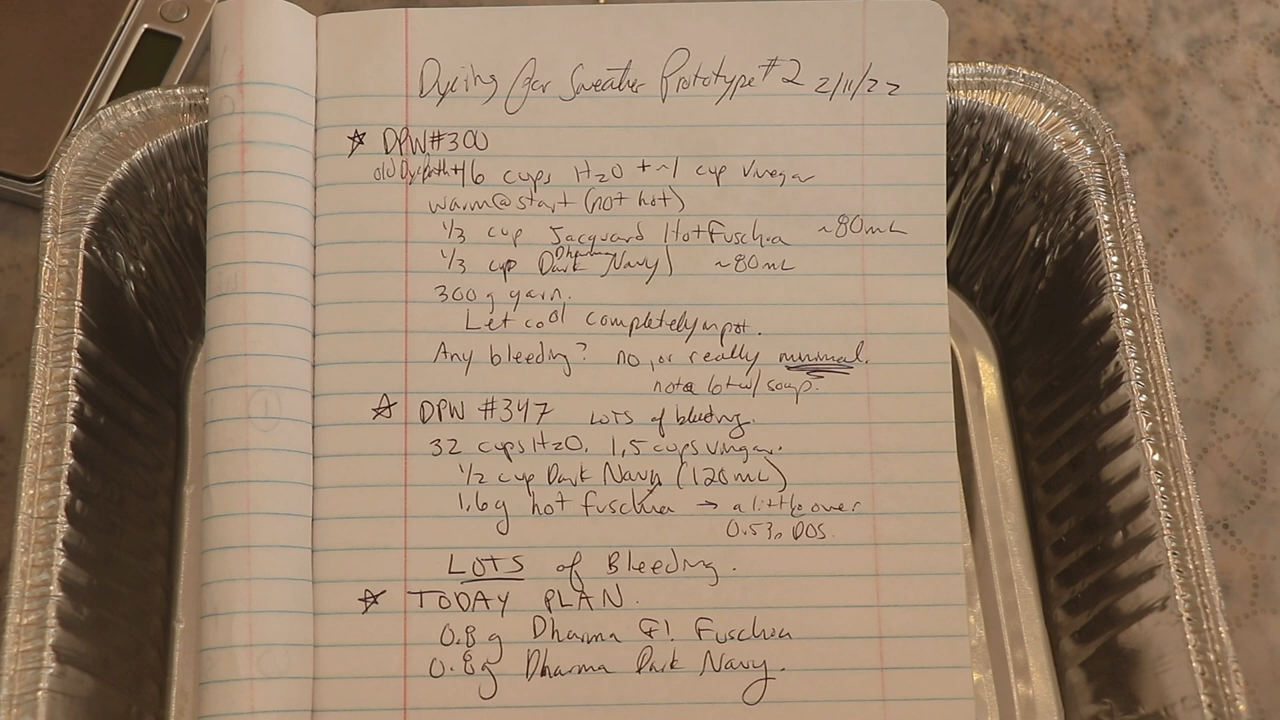 Dyeing for Sweater Prototype #2 2/11/22
☆ DPW #300
old Dyebath + 16 cups H2O + ~1 cup vinegar
warm @ start (not hot)
1/3 cup Jacquard Hot Fuschia ~80mL
1/3 cup Dharma Dark Navy ~80mL
300 g yarn.
Let cool completely in pot.
Any bleeding? no, or really minimal.
not a lot w/ soap.
☆ DPW #347 LOTS of bleeding.
32 cups H2O. 1.5 cups vinegar.
1/2 cup Dark Navy (120mL)
1.6g hot fuschia → a little over
0.5% DOS.
LOTS of Bleeding.
☆ TODAY PLAN.
0.8 g Dharma Fl. Fuschia
0.8g Dharma Dark Navy.